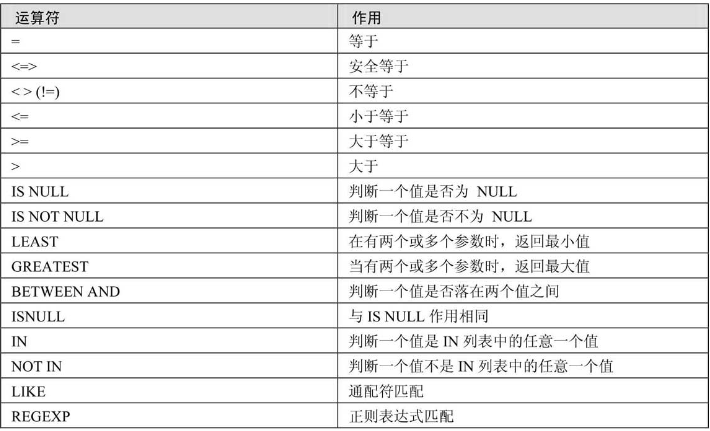 运算符 作用
= 等于
<=> 安全等于
< > (!=) 不等于
<= 小于等于
>= 大于等于
> 大于
IS NULL 判断一个值是否为 NULL
IS NOT NULL 判断一个值是否不为 NULL
LEAST 在有两个或多个参数时，返回最小值
GREATEST 当有两个或多个参数时，返回最大值
BETWEEN AND 判断一个值是否落在两个值之间
ISNULL 与 IS NULL 作用相同
IN 判断一个值是 IN 列表中的任意一个值
NOT IN 判断一个值不是 IN 列表中的任意一个值
LIKE 通配符匹配
REGEXP 正则表达式匹配